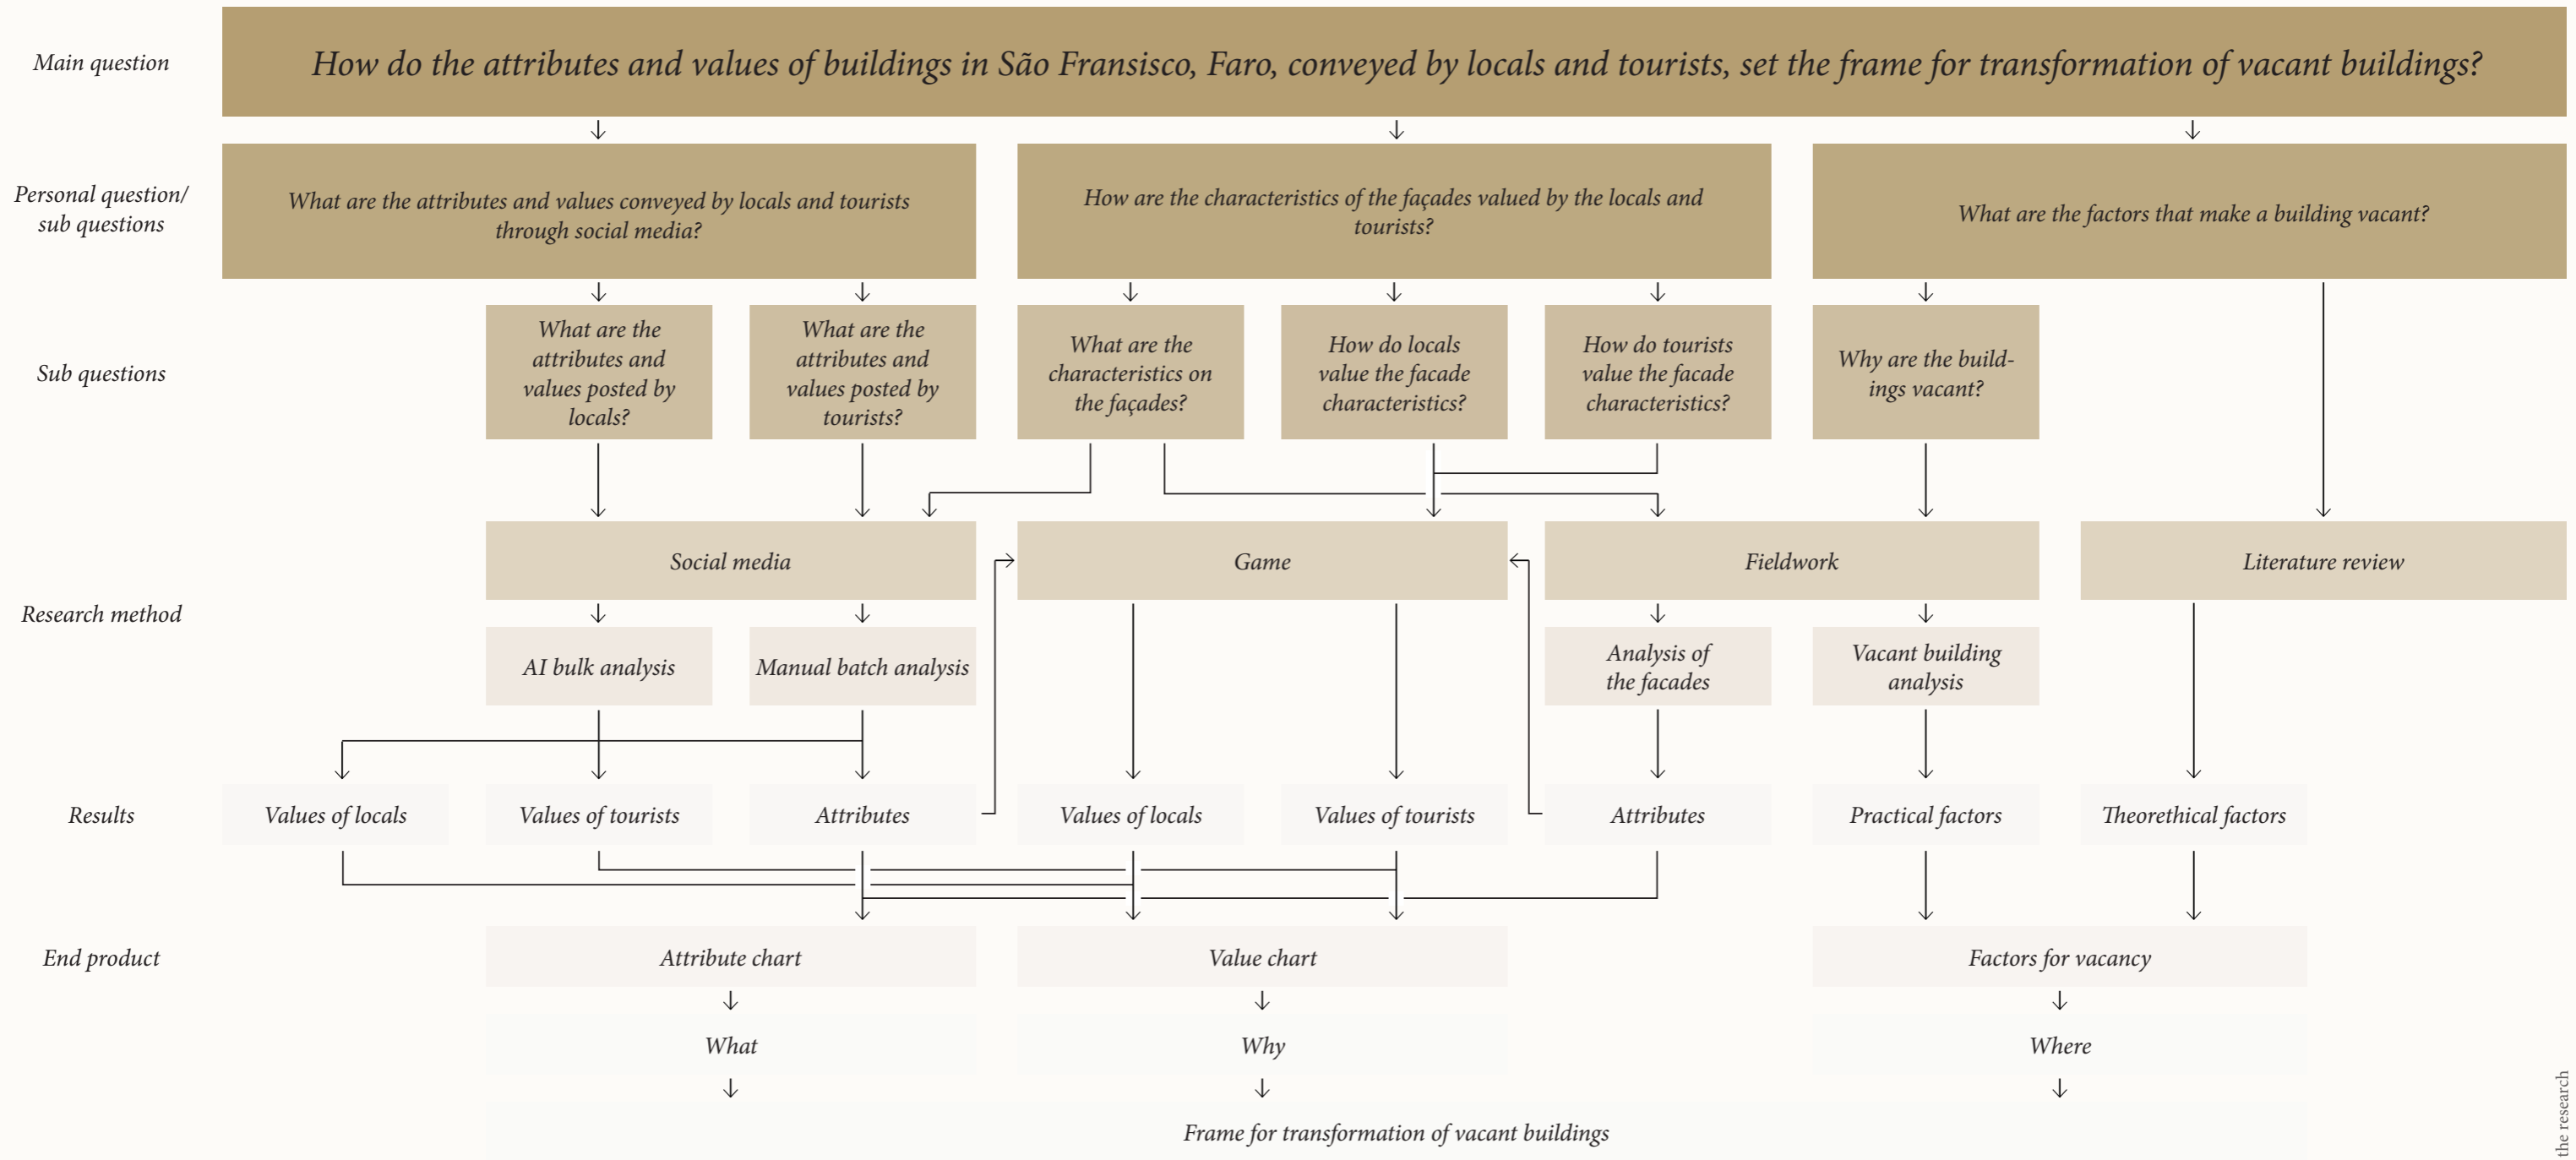 Main question
How do the attributes and values of buildings in São Fransisco, Faro, conveyed by locals and tourists, set the frame for transformation of vacant buildings?
Personal question/
sub questions
What are the attributes and values conveyed by locals and tourists
through social media?
How are the characteristics of the façades valued by the locals and
tourists?
What are the factors that make a building vacant?
Sub questions
What are the
attributes and
values posted by
locals?
What are the
attributes and
values posted by
tourists?
What are the
characteristics on
the façades?
How do locals
value the facade
characteristics?
How do tourists
value the facade
characteristics?
Why are the build-
ings vacant?
Research method
Social media
Game
Fieldwork
Literature review
AI bulk analysis
Manual batch analysis
Analysis of
the facades
Vacant building
analysis
Results
Values of locals
Values of tourists
Attributes
Values of locals
Values of tourists
Attributes
Practical factors
Theorethical factors
End product
Attribute chart
Value chart
Factors for vacancy
What
Why
Where
Frame for transformation of vacant buildings
the research